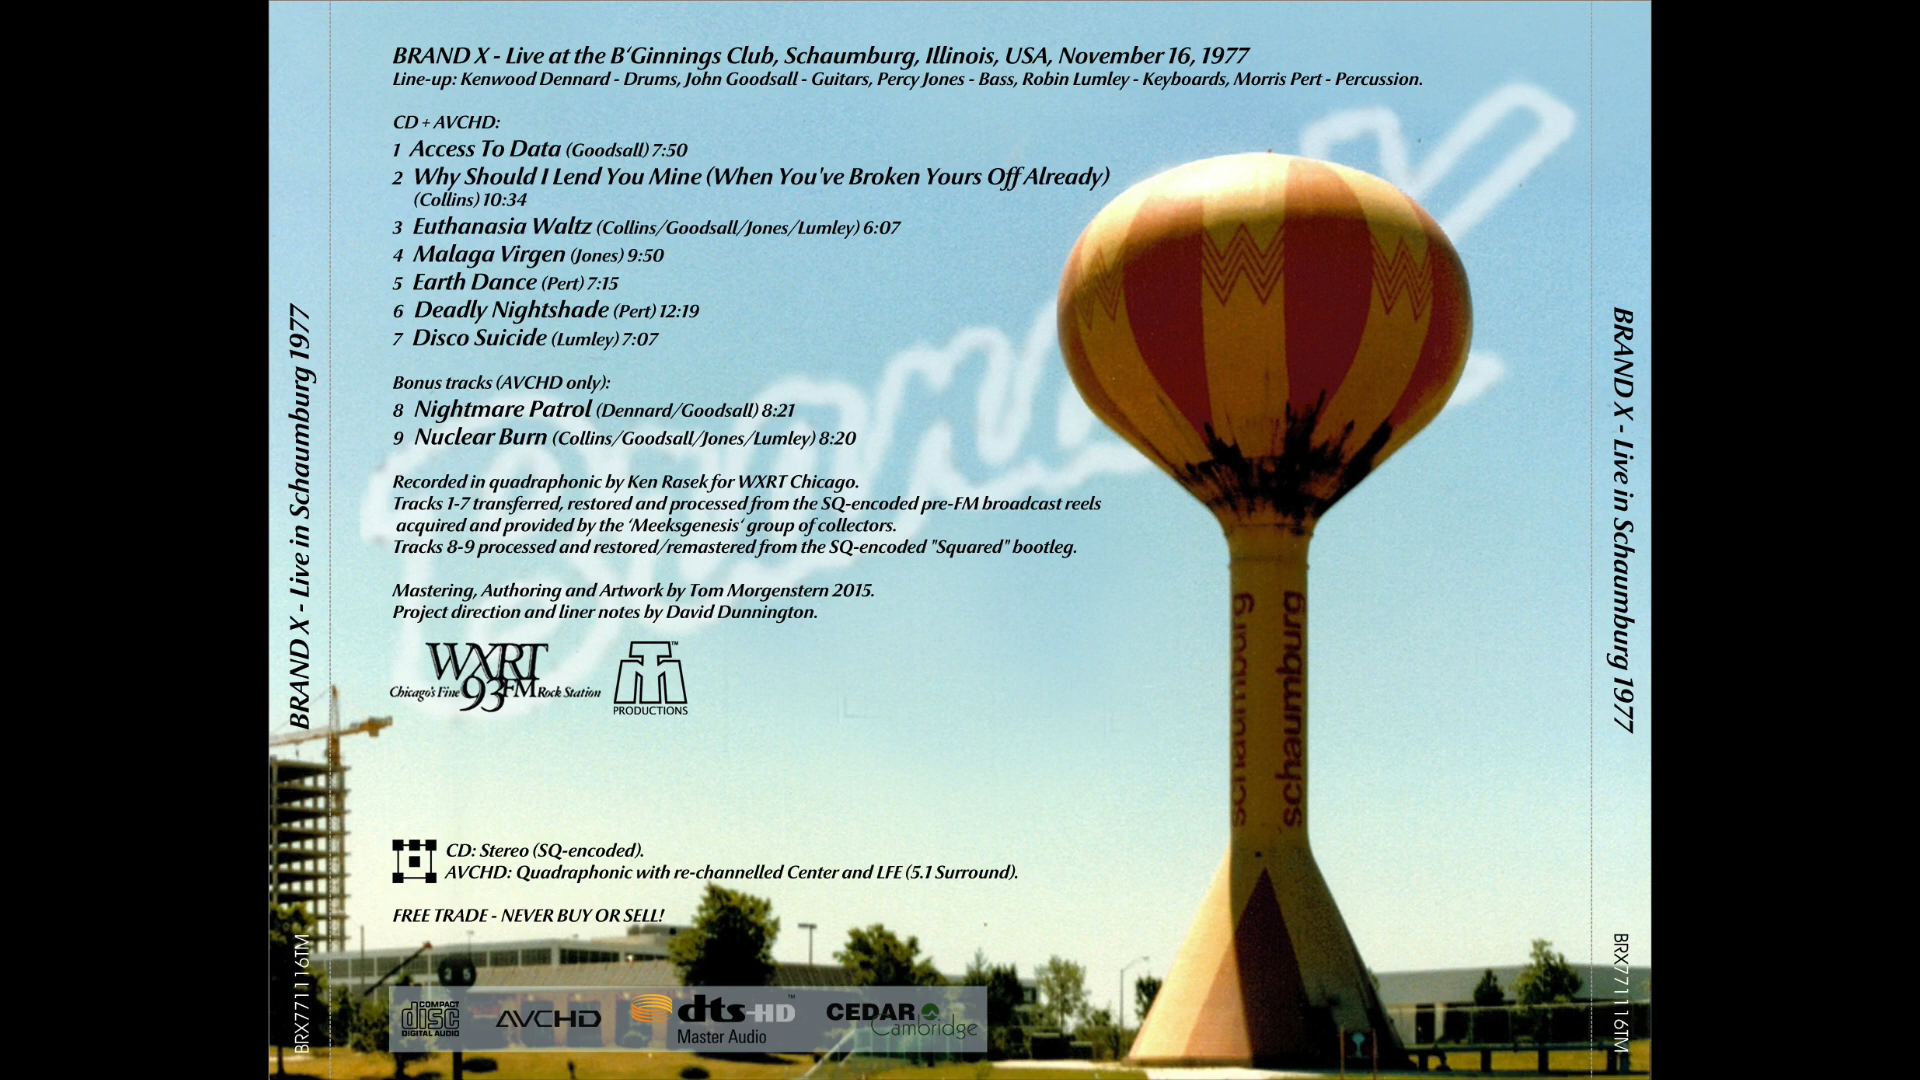 BRAND X - Live at the B‘Ginnings Club, Schaumburg, Illinois, USA, November 16, 1977
Line-up: Kenwood Dennard - Drums, John Goodsall - Guitars, Percy Jones - Bass, Robin Lumley - Keyboards, Morris Pert - Percussion.
CD + AVCHD:
1 Access To Data (Goodsall) 7:50
2 Why Should I Lend You Mine (When You've Broken Yours Off Already)
(Collins) 10:34
3 Euthanasia Waltz (Collins/Goodsall/Jones/Lumley) 6:07
4 Malaga Virgen (Jones) 9:50
5 Earth Dance (Pert) 7:15
6 Deadly Nightshade (Pert) 12:19
7 Disco Suicide (Lumley) 7:07
Bonus tracks (AVCHD only):
8 Nightmare Patrol (Dennard/Goodsall) 8:21
9 Nuclear Burn (Collins/Goodsall/Jones/Lumley) 8:20
Recorded in quadraphonic by Ken Rasek for WXRT Chicago.
Tracks 1-7 transferred, restored and processed from the SQ-encoded pre-FM broadcast reels
acquired and provided by the ‘Meeksgenesis‘ group of collectors.
Tracks 8-9 processed and restored/remastered from the SQ-encoded "Squared" bootleg.
Mastering, Authoring and Artwork by Tom Morgenstern 2015.
Project direction and liner notes by David Dunnington.
WXRT
Chicago's Fine 93FM Rock Station
TM
PRODUCTIONS
CD: Stereo (SQ-encoded).
AVCHD: Quadraphonic with re-channelled Center and LFE (5.1 Surround).
FREE TRADE - NEVER BUY OR SELL!
COMPACT
disc
DIGITAL AUDIO
AVCHD
dts-HD™
Master Audio
CEDAR
Cambridge
BRAND X - Live in Schaumburg 1977
BRX771116TM
BRAND X - Live in Schaumburg 1977
BRX771116TM
Brand X
schaumburg
schaumburg
25